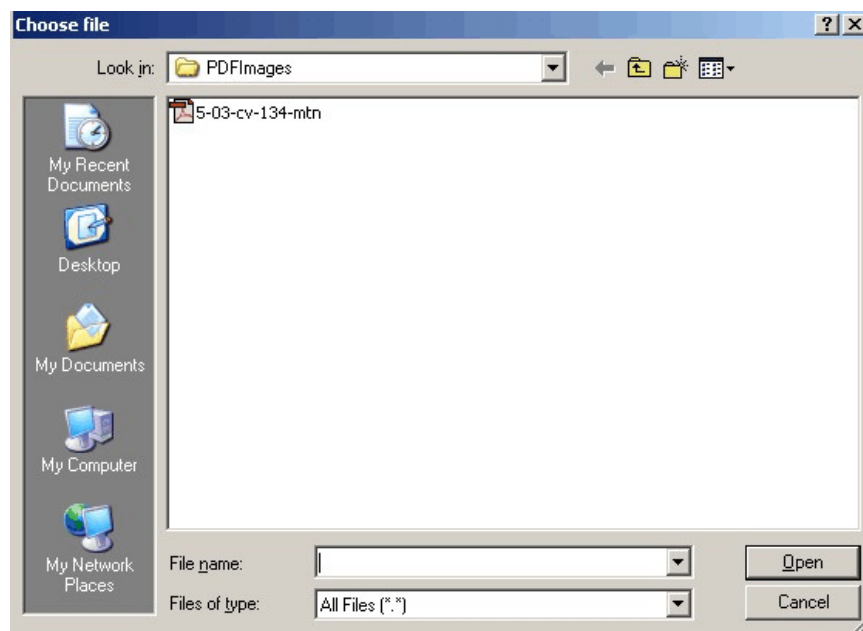 Choose file
Look in: PDFImages
5-03-cv-134-mtn
My Recent
Documents
Desktop
My Documents
My Computer
My Network
Places
File name:
Open
Files of type: All Files (*.*)
Cancel